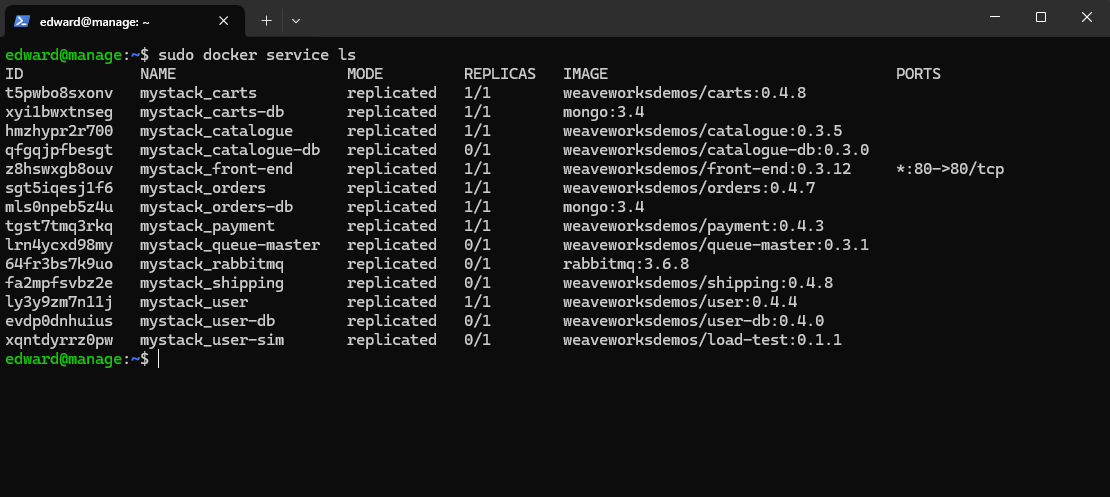 edward@manage: ~
edward@manage:~$ sudo docker service ls
ID NAME MODE REPLICAS IMAGE PORTS
t5pwbo8sxonv mystack_carts replicated 1/1 weaveworksdemos/carts:0.4.8
xyi1bwxtnseg mystack_carts-db replicated 1/1 mongo:3.4
hmzhypr2r700 mystack_catalogue replicated 1/1 weaveworksdemos/catalogue:0.3.5
qfgqjpfbesgt mystack_catalogue-db replicated 0/1 weaveworksdemos/catalogue-db:0.3.0
z8hswxgb8ouv mystack_front-end replicated 1/1 weaveworksdemos/front-end:0.3.12 *:80->80/tcp
sgt5iqesj1f6 mystack_orders replicated 1/1 weaveworksdemos/orders:0.4.7
mls0npeb5z4u mystack_orders-db replicated 1/1 mongo:3.4
tgst7tmq3rkq mystack_payment replicated 1/1 weaveworksdemos/payment:0.4.3
lrn4ycxd98my mystack_queue-master replicated 0/1 weaveworksdemos/queue-master:0.3.1
64fr3bs7k9uo mystack_rabbitmq replicated 0/1 rabbitmq:3.6.8
fa2mpfsvbz2e mystack_shipping replicated 0/1 weaveworksdemos/shipping:0.4.8
ly3y9zm7n11j mystack_user replicated 1/1 weaveworksdemos/user:0.4.4
evdp0dnhuius mystack_user-db replicated 0/1 weaveworksdemos/user-db:0.4.0
xqntdyrrz0pw mystack_user-sim replicated 0/1 weaveworksdemos/load-test:0.1.1
edward@manage:~$